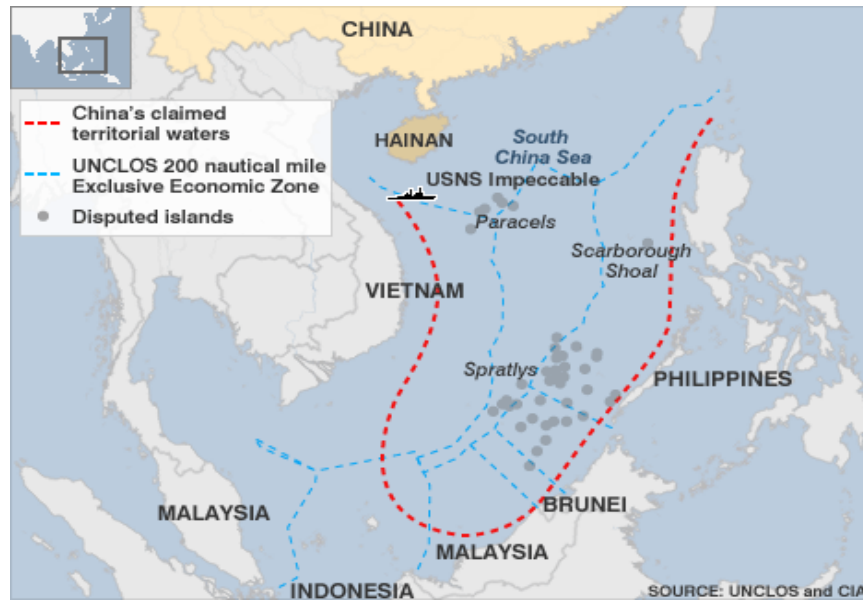 CHINA
China's claimed
territorial waters
UNCLOS 200 nautical mile
Exclusive Economic Zone
Disputed islands
HAINAN
South
China Sea
USNS Impeccable
Paracels
Scarborough
Shoal
VIETNAM
Spratlys
PHILIPPINES
MALAYSIA
BRUNEI
MALAYSIA
INDONESIA
SOURCE: UNCLOS and CIA